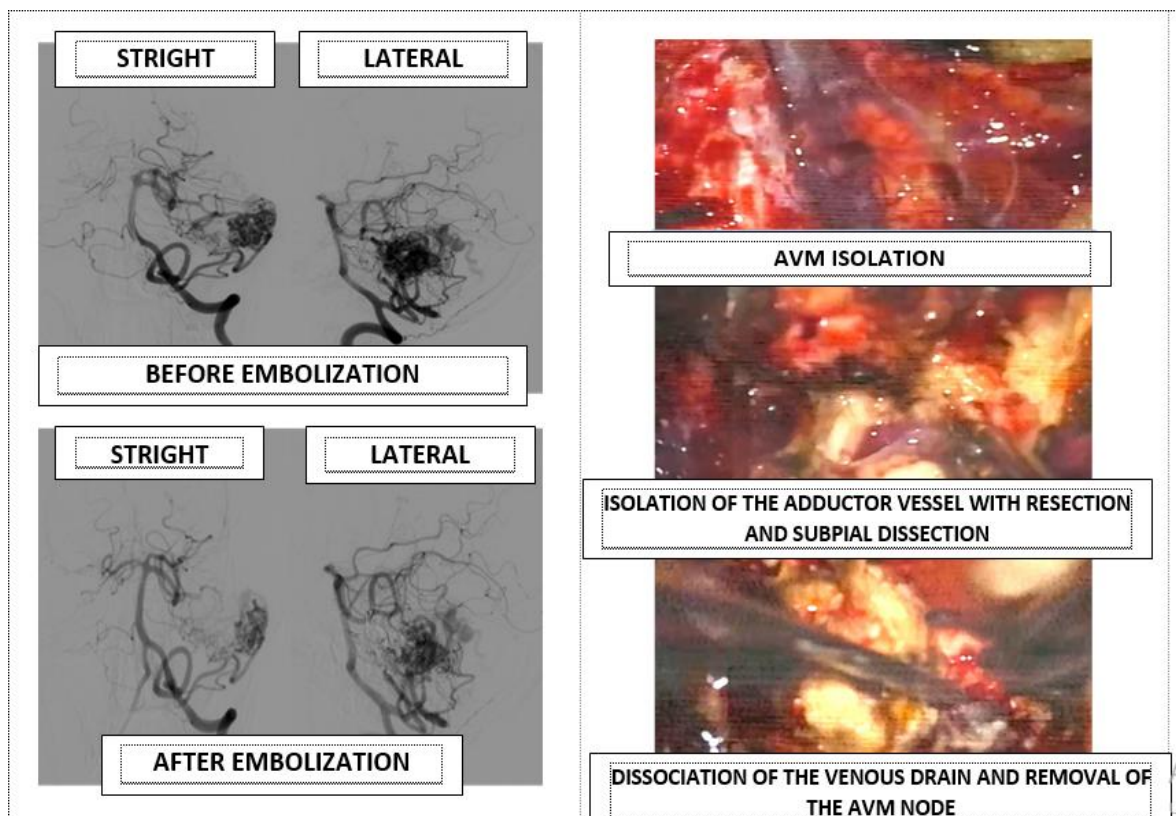 STRIGHT
LATERAL
BEFORE EMBOLIZATION
STRIGHT
LATERAL
AFTER EMBOLIZATION
AVM ISOLATION
ISOLATION OF THE ADDUCTOR VESSEL WITH RESECTION
AND SUBPIAL DISSECTION
DISSOCIATION OF THE VENOUS DRAIN AND REMOVAL OF
THE AVM NODE